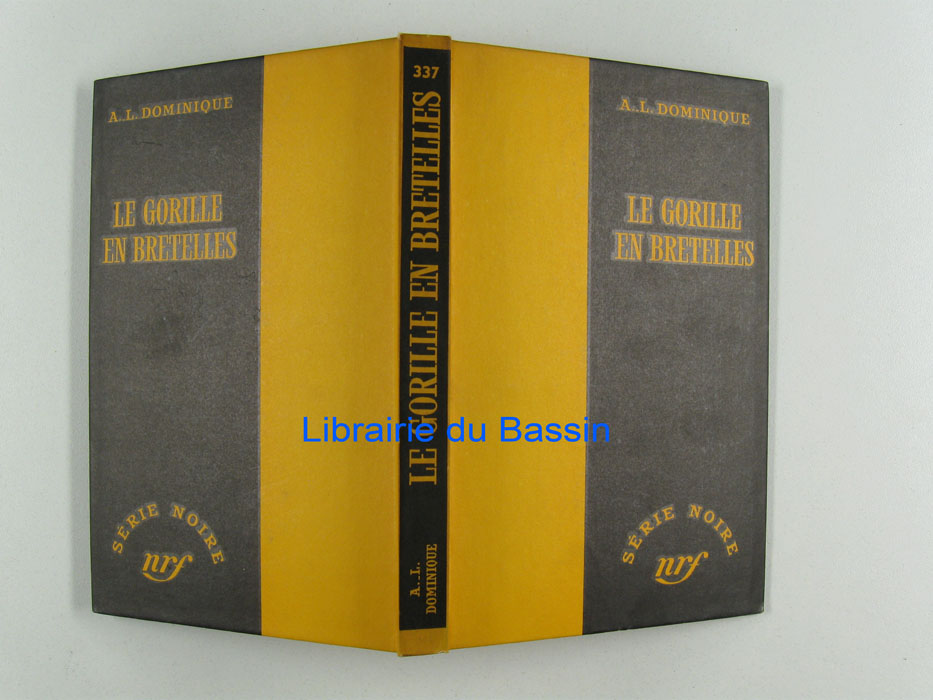 A..L. DOMINIQUE
LE GORILLE
EN BRETELLES
SÉRIE NOIRE
nrf
337
LE GORILLE EN BRETELLES
A..L.
DOMINIQUE
A..L. DOMINIQUE
LE GORILLE
EN BRETELLES
SÉRIE NOIRE
nrf
Librairie du Bassin